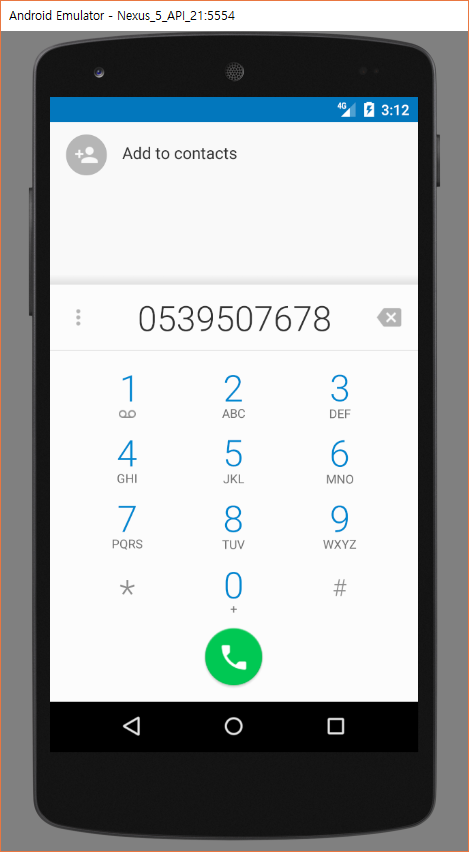 Android Emulator - Nexus_5_API_21:5554
4G 3:12
Add to contacts
0539507678
1 2 3
ABC DEF
4 5 6
GHI JKL MNO
7 8 9
PQRS TUV WXYZ
* 0 #
+